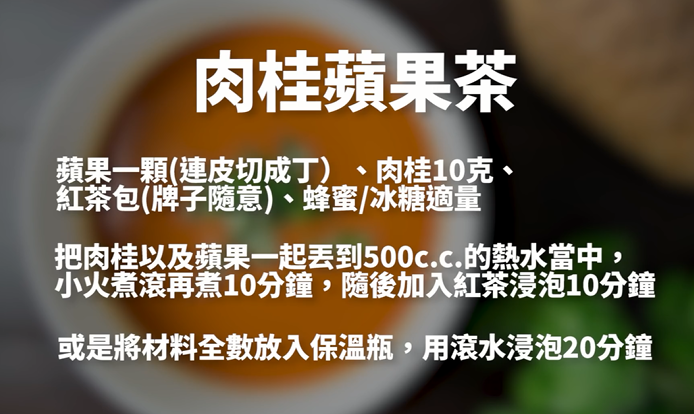 肉桂蘋果茶
蘋果一顆(連皮切成丁）、肉桂10克、
紅茶包(牌子隨意)、蜂蜜/冰糖適量
把肉桂以及蘋果一起丟到500c.c.的熱水當中，
小火煮滾再煮10分鐘，隨後加入紅茶浸泡10分鐘
或是將材料全數放入保溫瓶，用滾水浸泡20分鐘